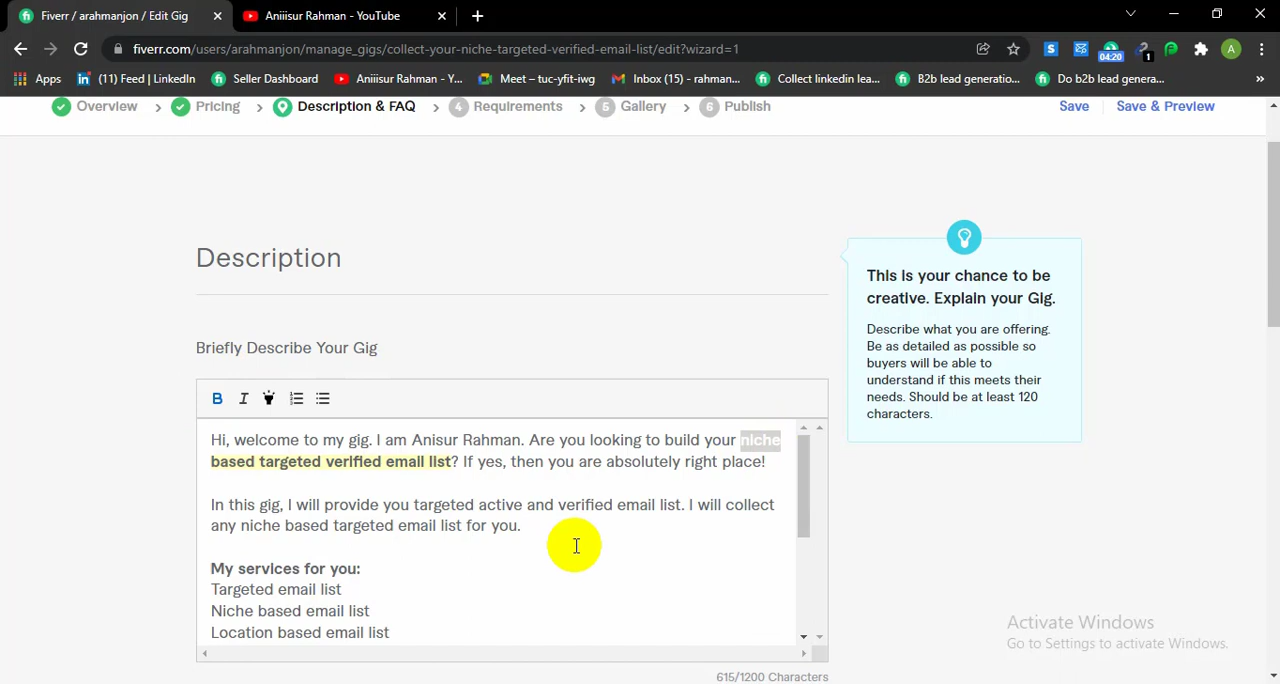 Fiverr / arahmanjon / Edit Gig
Aniiisur Rahman - YouTube
fiverr.com/users/arahmanjon/manage_gigs/collect-your-niche-targeted-verified-email-list/edit?wizard=1
S
04:20
1
A
Apps
(11) Feed | LinkedIn
Seller Dashboard
Aniiisur Rahman - Y...
Meet – tuc-yfit-iwg
Inbox (15) - rahman...
Collect linkedin lea...
B2b lead generatio...
Do b2b lead genera...
»
Overview
Pricing
Description & FAQ
4 Requirements
5 Gallery
6 Publish
Save
Save & Preview
Description
This is your chance to be
creative. Explain your Gig.
Describe what you are offering.
Be as detailed as possible so
buyers will be able to
understand if this meets their
needs. Should be at least 120
characters.
Briefly Describe Your Gig
B I
Hi, welcome to my gig. I am Anisur Rahman. Are you looking to build your niche
based targeted verified email list? If yes, then you are absolutely right place!
In this gig, I will provide you targeted active and verified email list. I will collect
any niche based targeted email list for you.
My services for you:
Targeted email list
Niche based email list
Location based email list
615/1200 Characters
Activate Windows
Go to Settings to activate Windows.